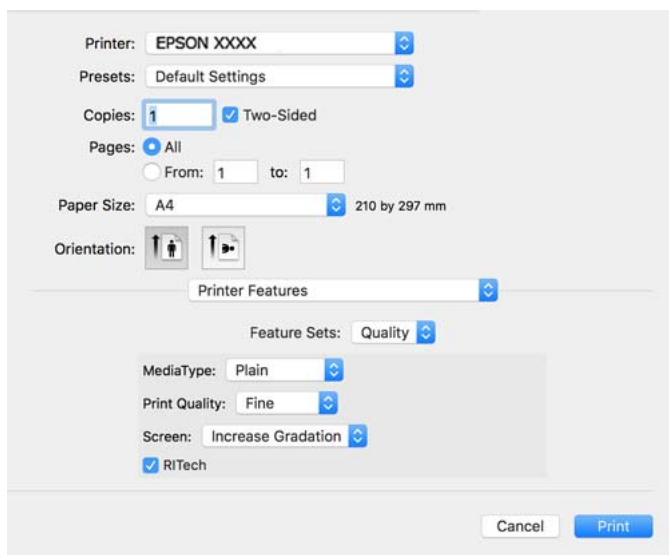 Printer: EPSON XXXX
Presets: Default Settings
Copies: 1 Two-Sided
Pages: All
From: 1 to: 1
Paper Size: A4 210 by 297 mm
Orientation:
Printer Features
Feature Sets: Quality
MediaType: Plain
Print Quality: Fine
Screen: Increase Gradation
RITech
Cancel Print